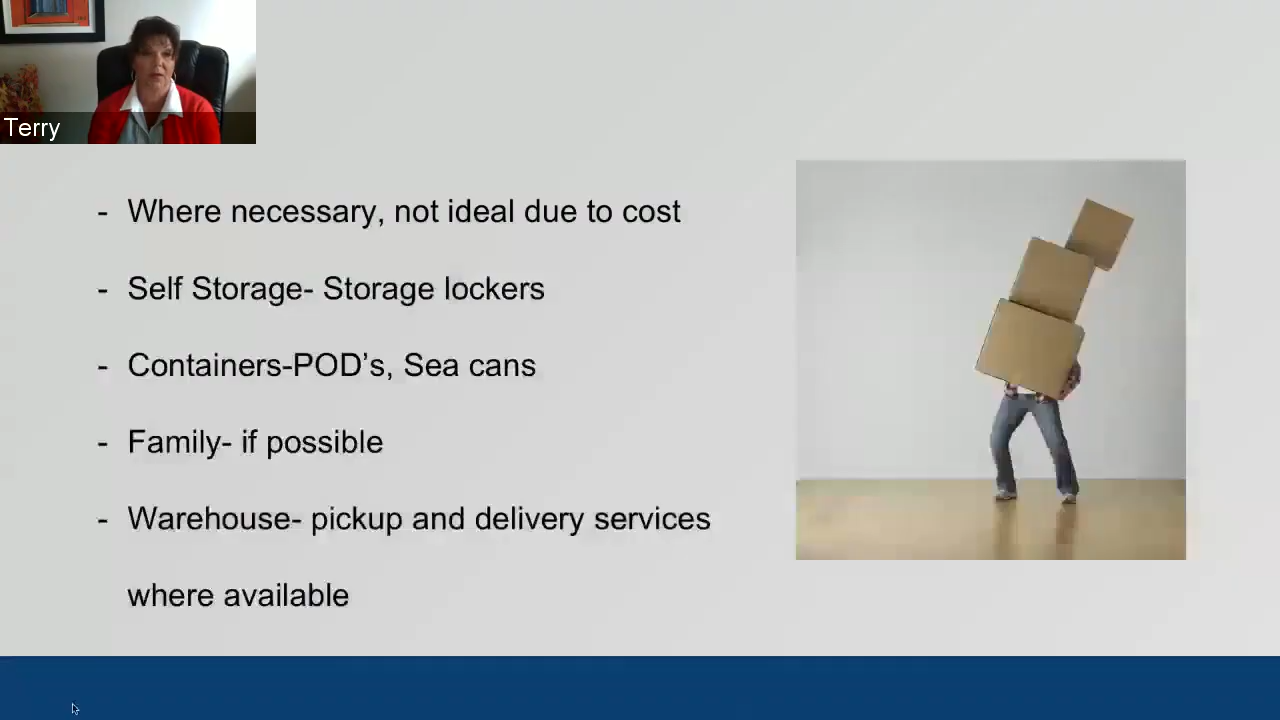 Terry
- Where necessary, not ideal due to cost
- Self Storage- Storage lockers
- Containers-POD’s, Sea cans
- Family- if possible
- Warehouse- pickup and delivery services
where available